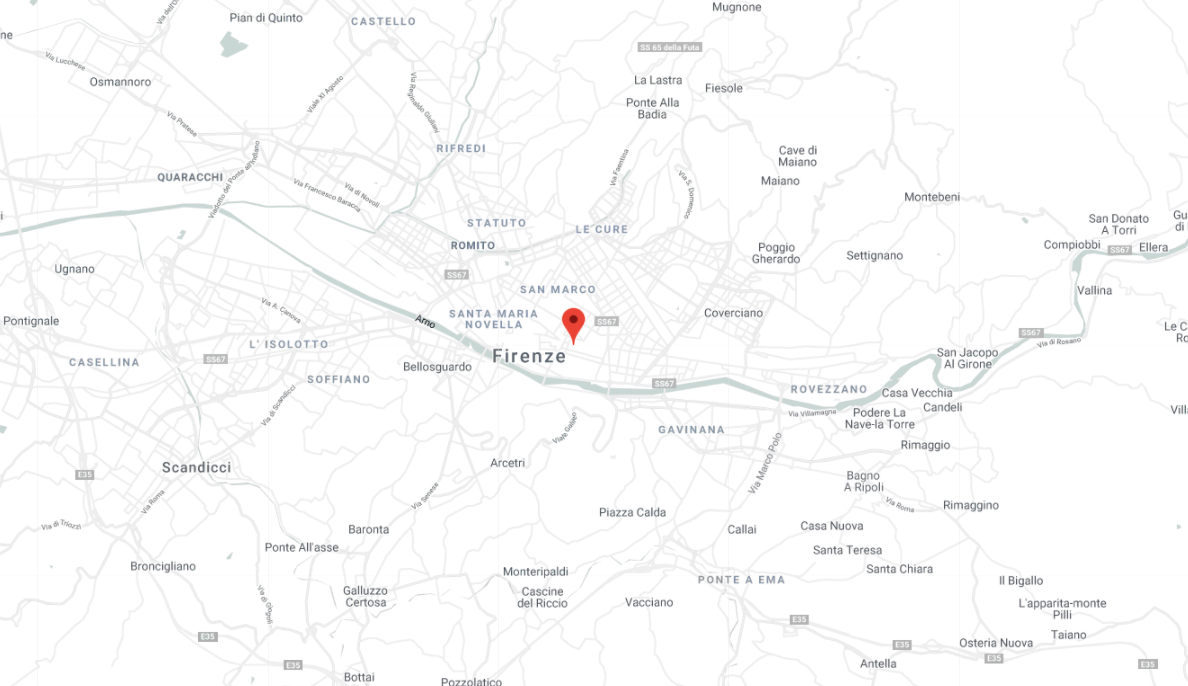 Mugnone
Pian di Quinto
CASTELLO
Via Lucchese
SS 65 della Futa
Osmannoro
Viale XI Agosto
Via Reginaldo Giuliani
La Lastra
Fiesole
Ponte Alla
Badia
Via Pratese
RIFREDI
Viadotto del Ponte all'Indiano
Via Faentina
Cave di
Maiano
QUARACCHI
Via Francesco Baracca
Via di Novoli
Via S. Domenico
Maiano
Montebeni
STATUTO
LE CURE
San Donato
A Torri
ROMITO
Poggio
Gherardo
Settignano
Compiobbi
SS67
Ellera
Ugnano
SS67
SAN MARCO
Vallina
Via A. Canova
Pontignale
Arno
SANTA MARIA
NOVELLA
SS67
Coverciano
L' ISOLOTTO
SS67
Via di Rosano
CASELLINA
SS67
Firenze
San Jacopo
Al Girone
Bellosguardo
SOFFIANO
SS67
ROVEZZANO
Casa Vecchia
Candeli
Via di Scandicci
Viale Galileo
Via Villamagna
Podere La
Nave-la Torre
GAVINANA
Rimaggio
Scandicci
Arcetri
Via Marco Polo
E35
Bagno
A Ripoli
Via Roma
Via Senese
Via Roma
Rimaggino
Piazza Calda
Via di Triozzi
Baronta
Callai
Casa Nuova
Ponte All'asse
Santa Teresa
Broncigliano
Monteripaldi
PONTE A EMA
Santa Chiara
Il Bigallo
Galluzzo
Certosa
Cascine
del Riccio
Vacciano
L'apparita-monte
Pilli
E35
E35
Taiano
E35
Osteria Nuova
E35
E35
Antella
E35
Bottai
Pozzolatico